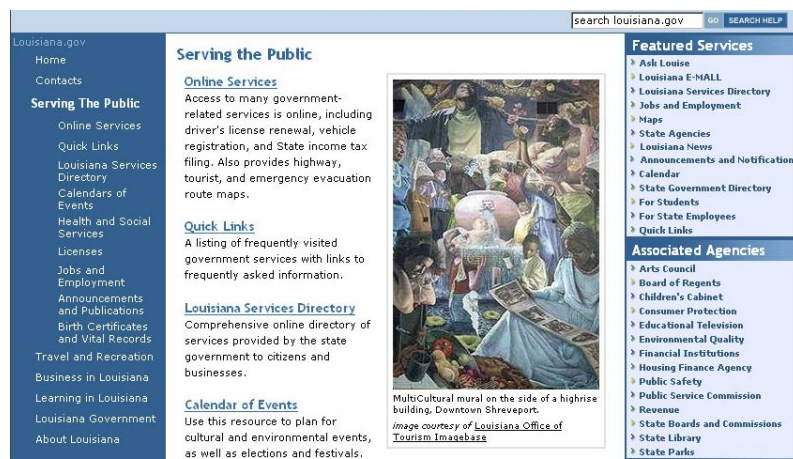 search louisiana.gov GO SEARCH HELP
Louisiana.gov
Home
Contacts
Serving The Public
Online Services
Quick Links
Louisiana Services
Directory
Calendars of
Events
Health and Social
Services
Licenses
Jobs and
Employment
Announcements
and Publications
Birth Certificates
and Vital Records
Travel and Recreation
Business in Louisiana
Learning in Louisiana
Louisiana Government
About Louisiana
Serving the Public
Online Services
Access to many government-
related services is online, including
driver's license renewal, vehicle
registration, and State income tax
filing. Also provides highway,
tourist, and emergency evacuation
route maps.
Quick Links
A listing of frequently visited
government services with links to
frequently asked information.
Louisiana Services Directory
Comprehensive online directory of
services provided by the state
government to citizens and
businesses.
Calendar of Events
Use this resource to plan for
cultural and environmental events,
as well as elections and festivals.
MultiCultural mural on the side of a highrise
building, Downtown Shreveport.
image courtesy of Louisiana Office of
Tourism Imagebase
Featured Services
Ask Louise
Louisiana E-MALL
Louisiana Services Directory
Jobs and Employment
Maps
State Agencies
Louisiana News
Announcements and Notification
Calendar
State Government Directory
For Students
For State Employees
Quick Links
Associated Agencies
Arts Council
Board of Regents
Children's Cabinet
Consumer Protection
Educational Television
Environmental Quality
Financial Institutions
Housing Finance Agency
Public Safety
Public Service Commission
Revenue
State Boards and Commissions
State Library
State Parks